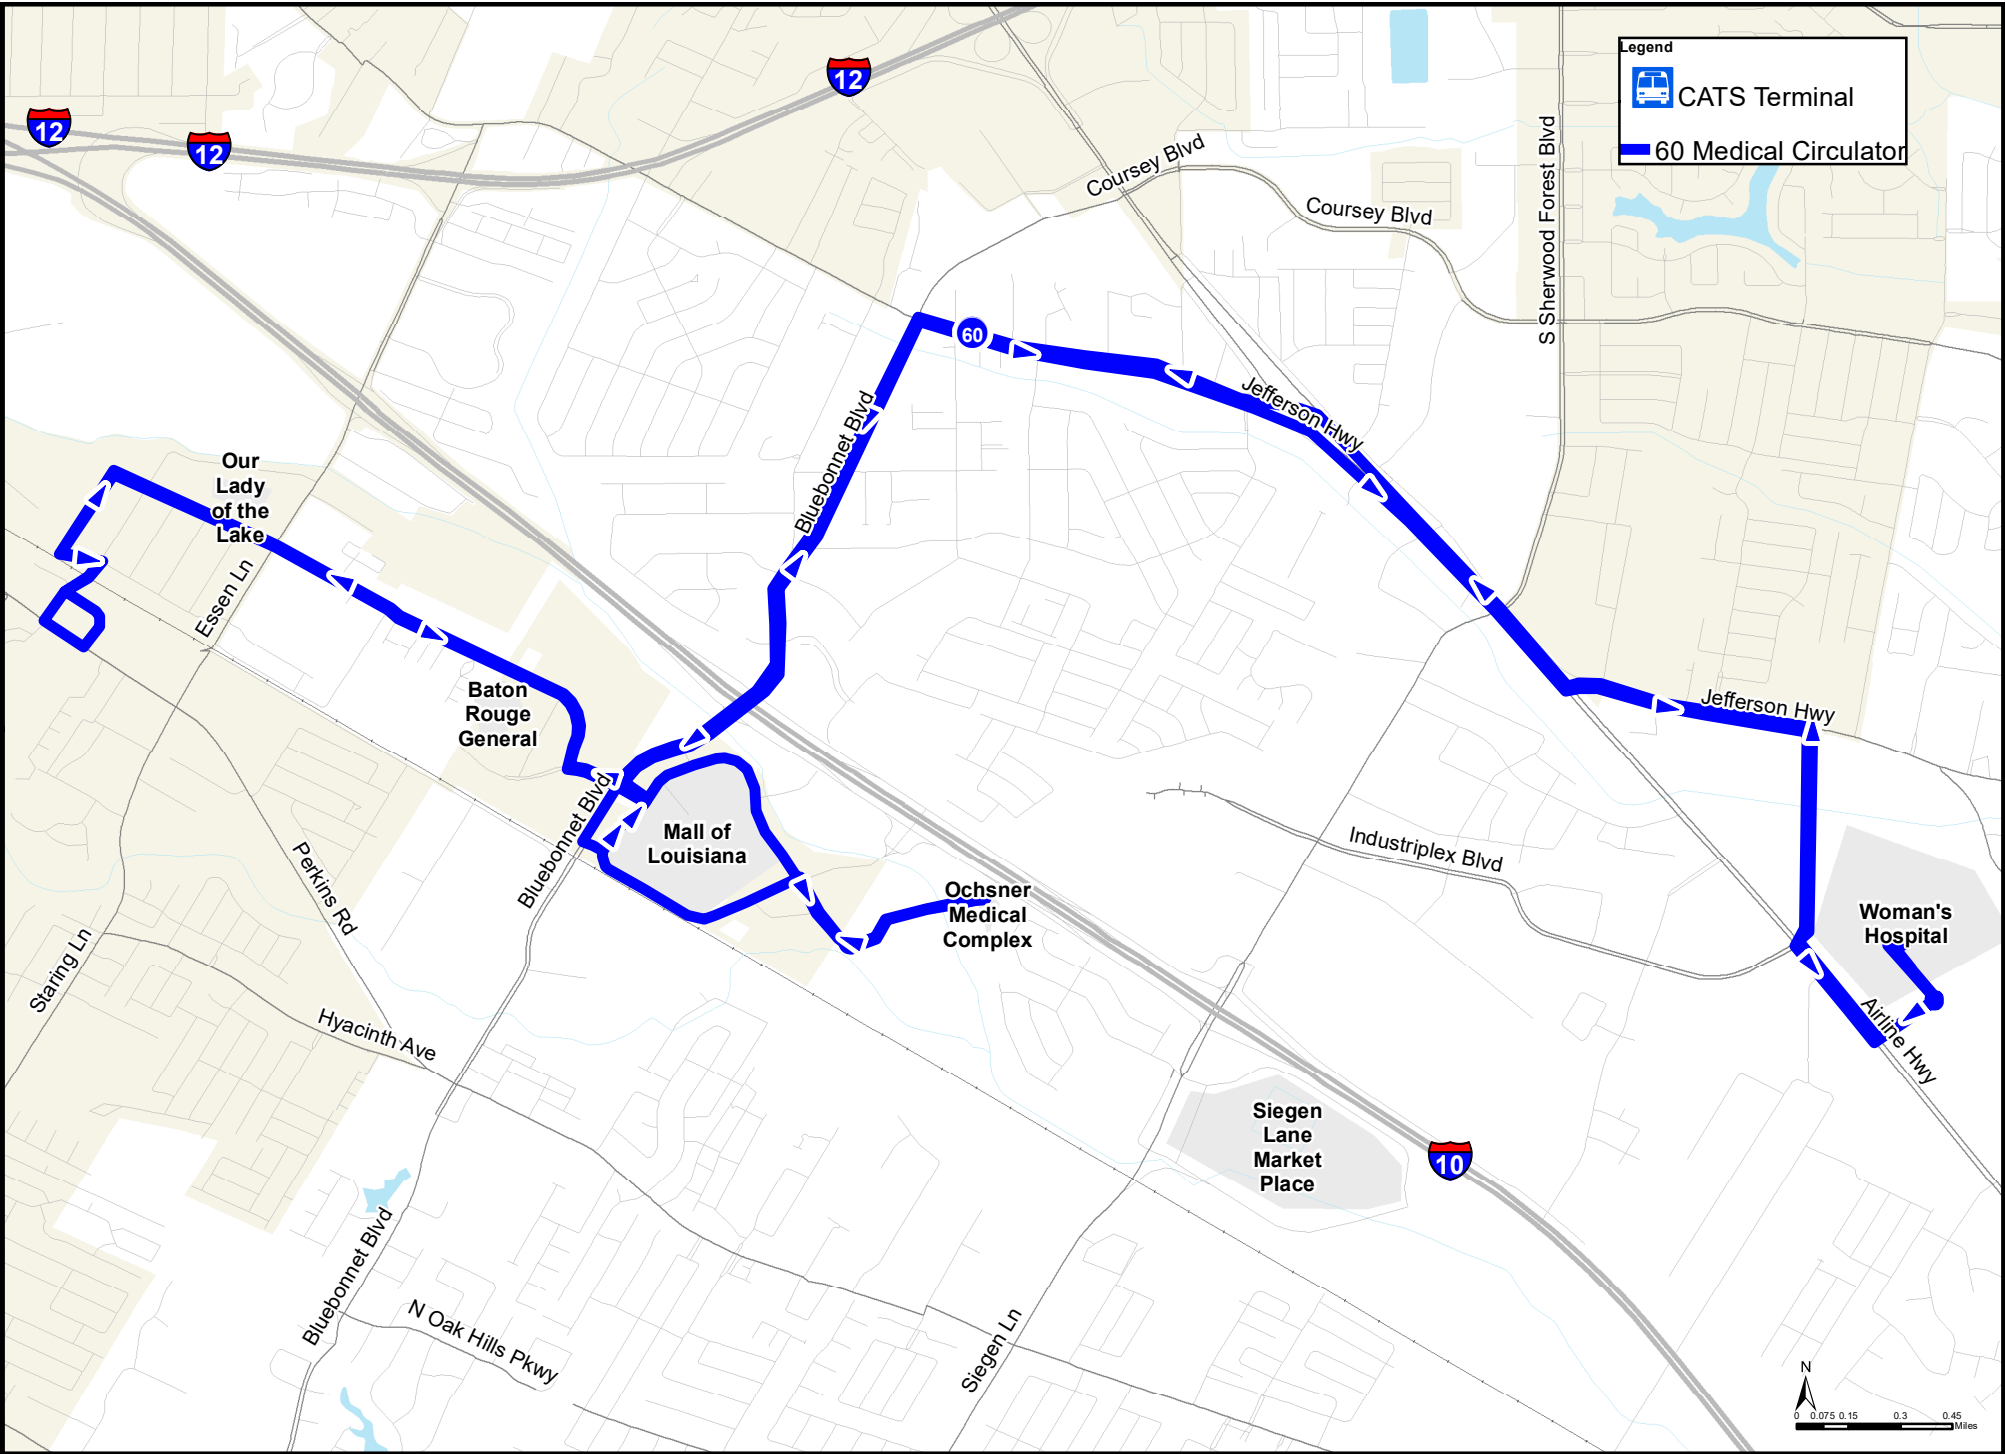 Legend
CATS Terminal
60 Medical Circulator
12
12
12
Coursey Blvd
Coursey Blvd
S Sherwood Forest Blvd
60
Jefferson Hwy
Bluebonnet Blvd
Our
Lady
of the
Lake
Essen Ln
Baton
Rouge
General
Jefferson Hwy
Bluebonnet Blvd
Mall of
Louisiana
Industriplex Blvd
Ochsner
Medical
Complex
Woman's
Hospital
Perkins Rd
Staring Ln
Hyacinth Ave
Airline Hwy
Siegen
Lane
Market
Place
10
Bluebonnet Blvd
N Oak Hills Pkwy
Siegen Ln
N
0 0.075 0.15 0.3 0.45
Miles